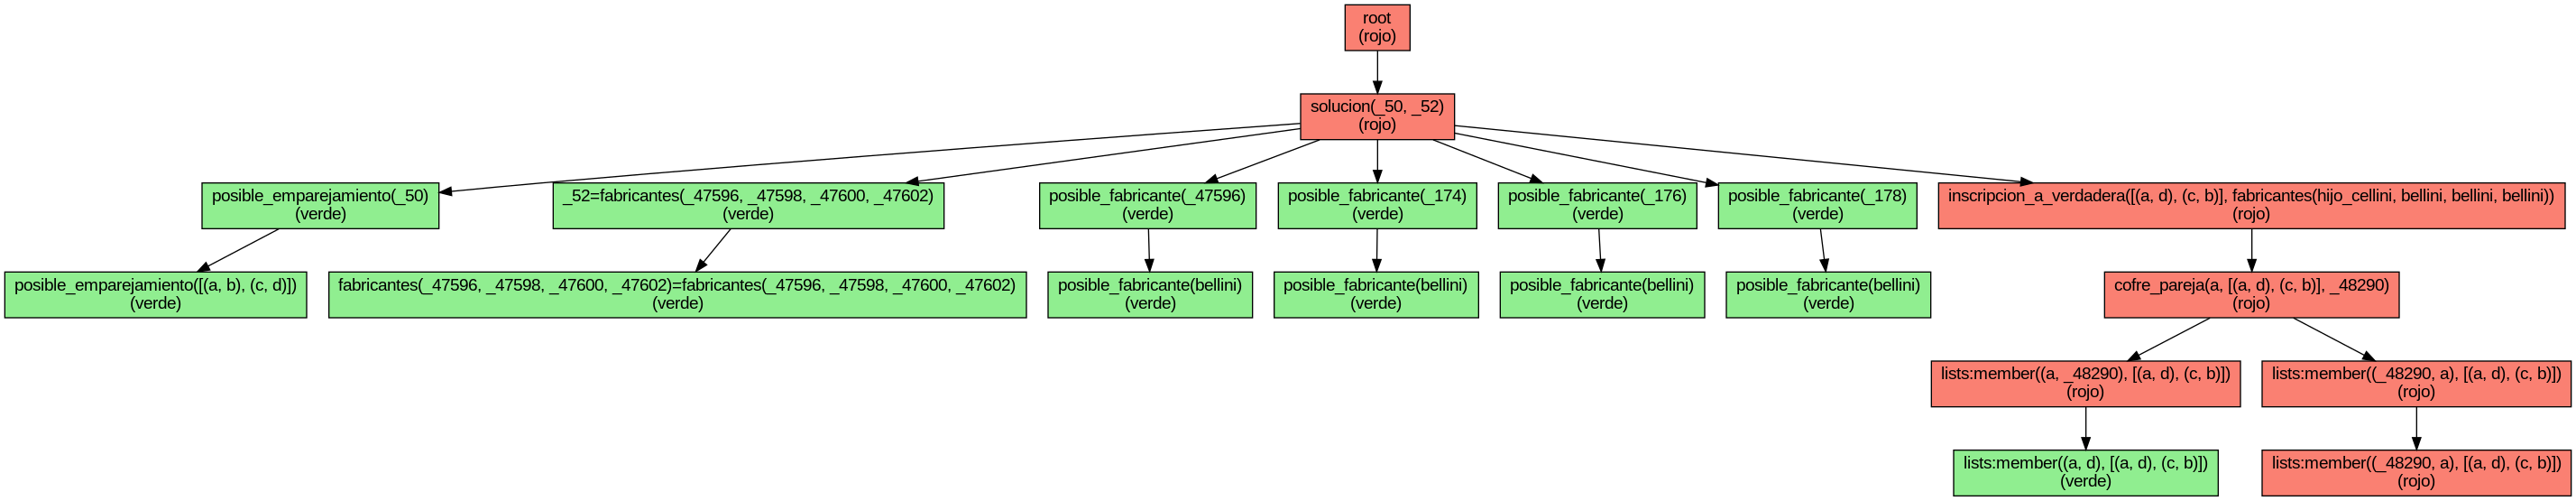 root
(rojo)
solucion(_50, _52)
(rojo)
posible_emparejamiento(_50)
(verde)
_52=fabricantes(_47596, _47598, _47600, _47602)
(verde)
posible_fabricante(_47596)
(verde)
posible_fabricante(_174)
(verde)
posible_fabricante(_176)
(verde)
posible_fabricante(_178)
(verde)
inscripcion_a_verdadera([(a, d), (c, b)], fabricantes(hijo_cellini, bellini, bellini, bellini))
(rojo)
posible_emparejamiento([(a, b), (c, d)])
(verde)
fabricantes(_47596, _47598, _47600, _47602)=fabricantes(_47596, _47598, _47600, _47602)
(verde)
posible_fabricante(bellini)
(verde)
posible_fabricante(bellini)
(verde)
posible_fabricante(bellini)
(verde)
posible_fabricante(bellini)
(verde)
cofre_pareja(a, [(a, d), (c, b)], _48290)
(rojo)
lists:member((a, _48290), [(a, d), (c, b)])
(rojo)
lists:member((_48290, a), [(a, d), (c, b)])
(rojo)
lists:member((a, d), [(a, d), (c, b)])
(verde)
lists:member((_48290, a), [(a, d), (c, b)])
(rojo)